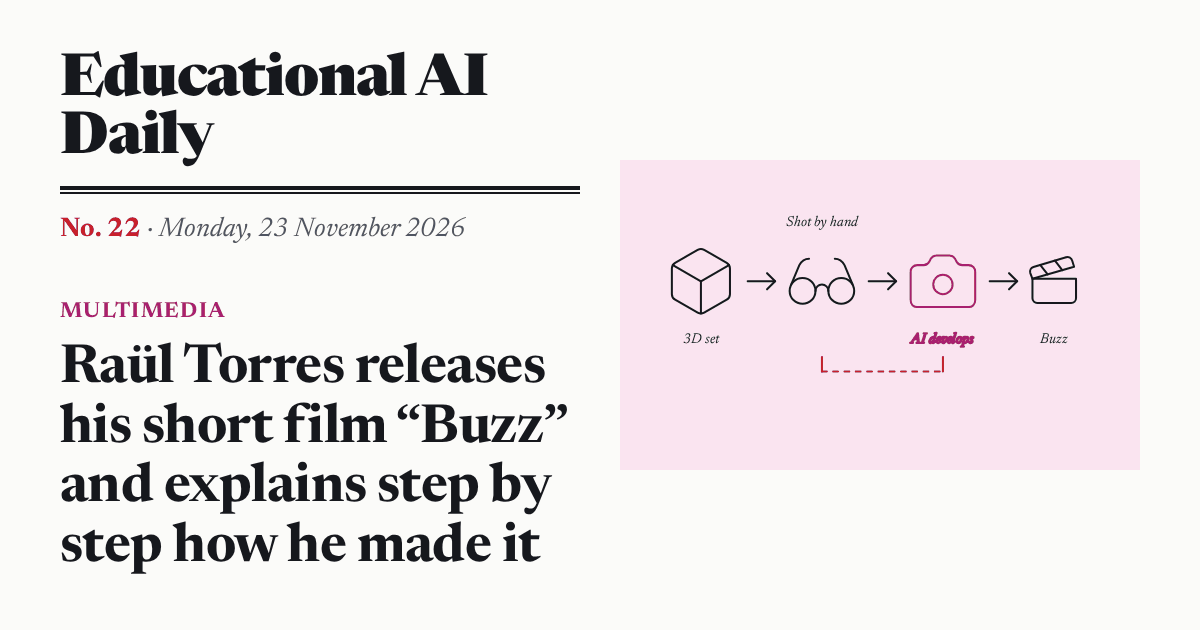 Educational AI
Daily
No. 22 · Monday, 23 November 2026
MULTIMEDIA
Raül Torres releases
his short film “Buzz”
and explains step by
step how he made it
Shot by hand
3D set
AI develops
Buzz